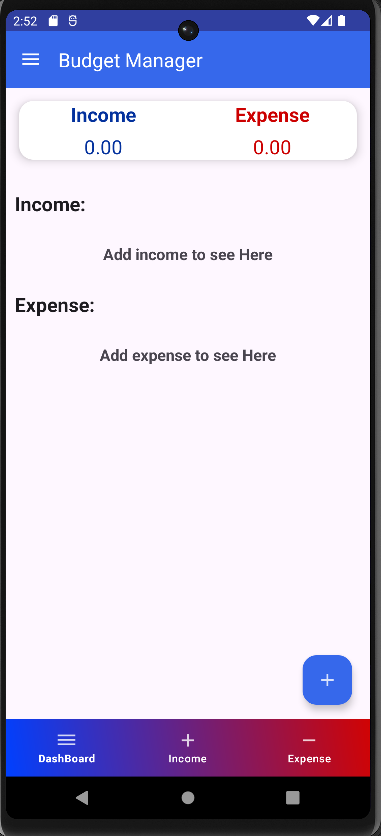 2:52
Budget Manager
Income Expense
0.00 0.00
Income:
Add income to see Here
Expense:
Add expense to see Here
DashBoard Income Expense